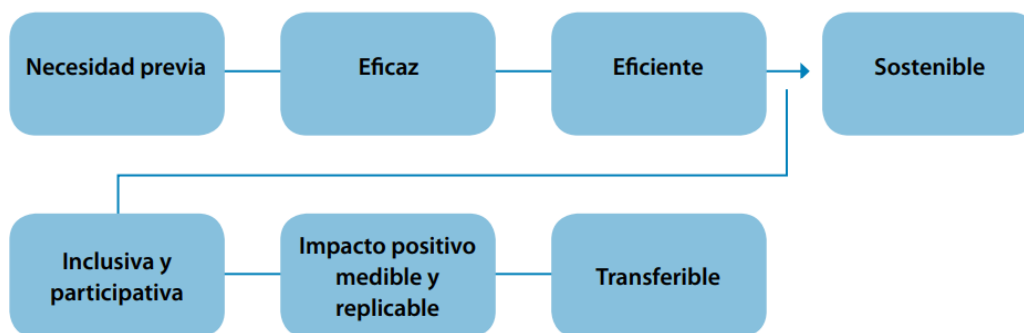 Necesidad previa
Eficaz
Eficiente
Sostenible
Inclusiva y
participativa
Impacto positivo
medible y
replicable
Transferible